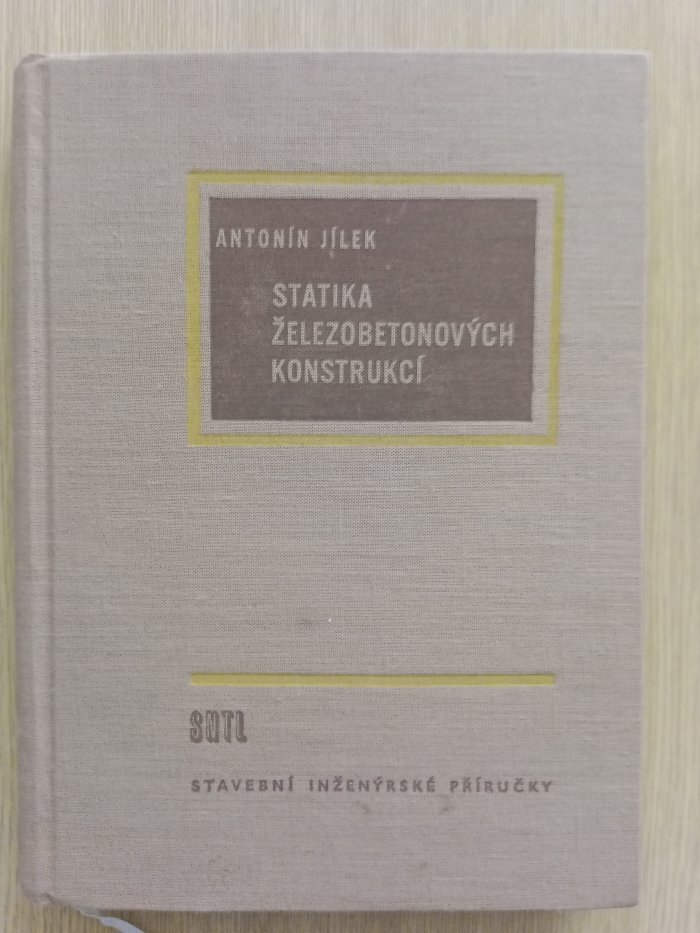 ANTONÍN JÍLEK
STATIKA
ŽELEZOBETONOVÝCH
KONSTRUKCÍ
SNTL
STAVEBNÍ INŽENÝRSKÉ PŘÍRUČKY